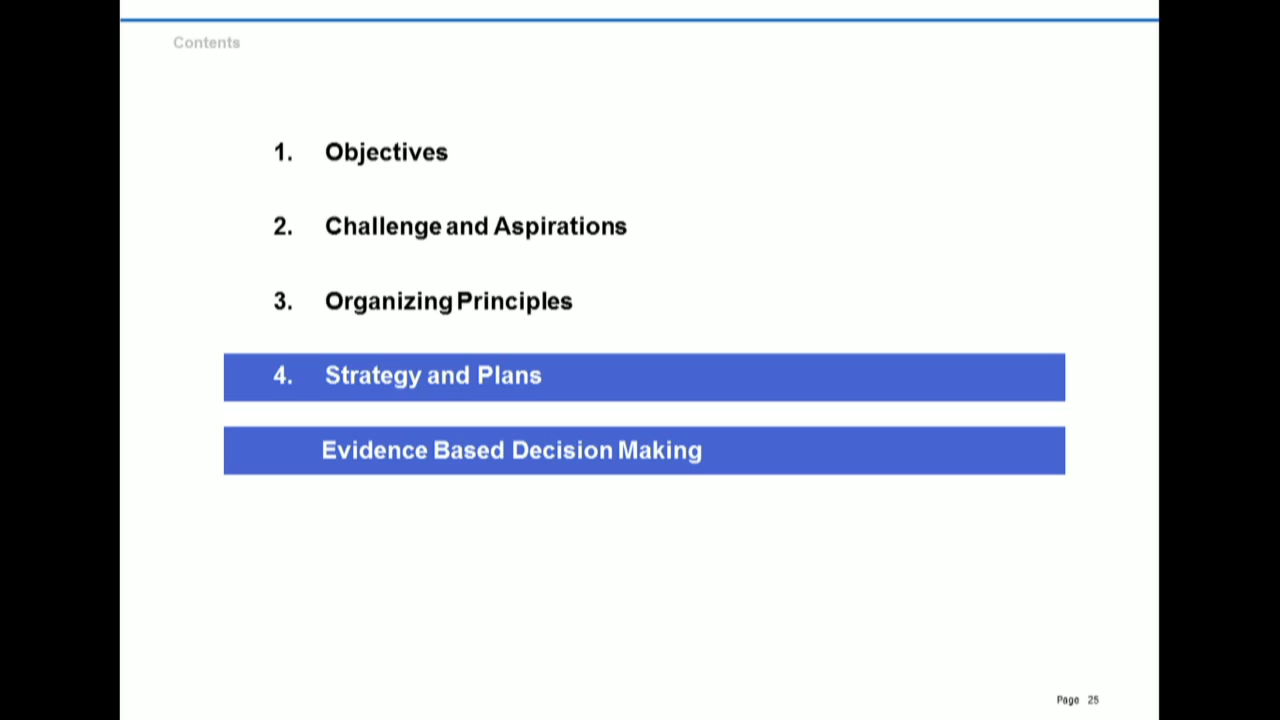 Contents
1. Objectives
2. Challenge and Aspirations
3. Organizing Principles
4. Strategy and Plans
Evidence Based Decision Making
Page 25